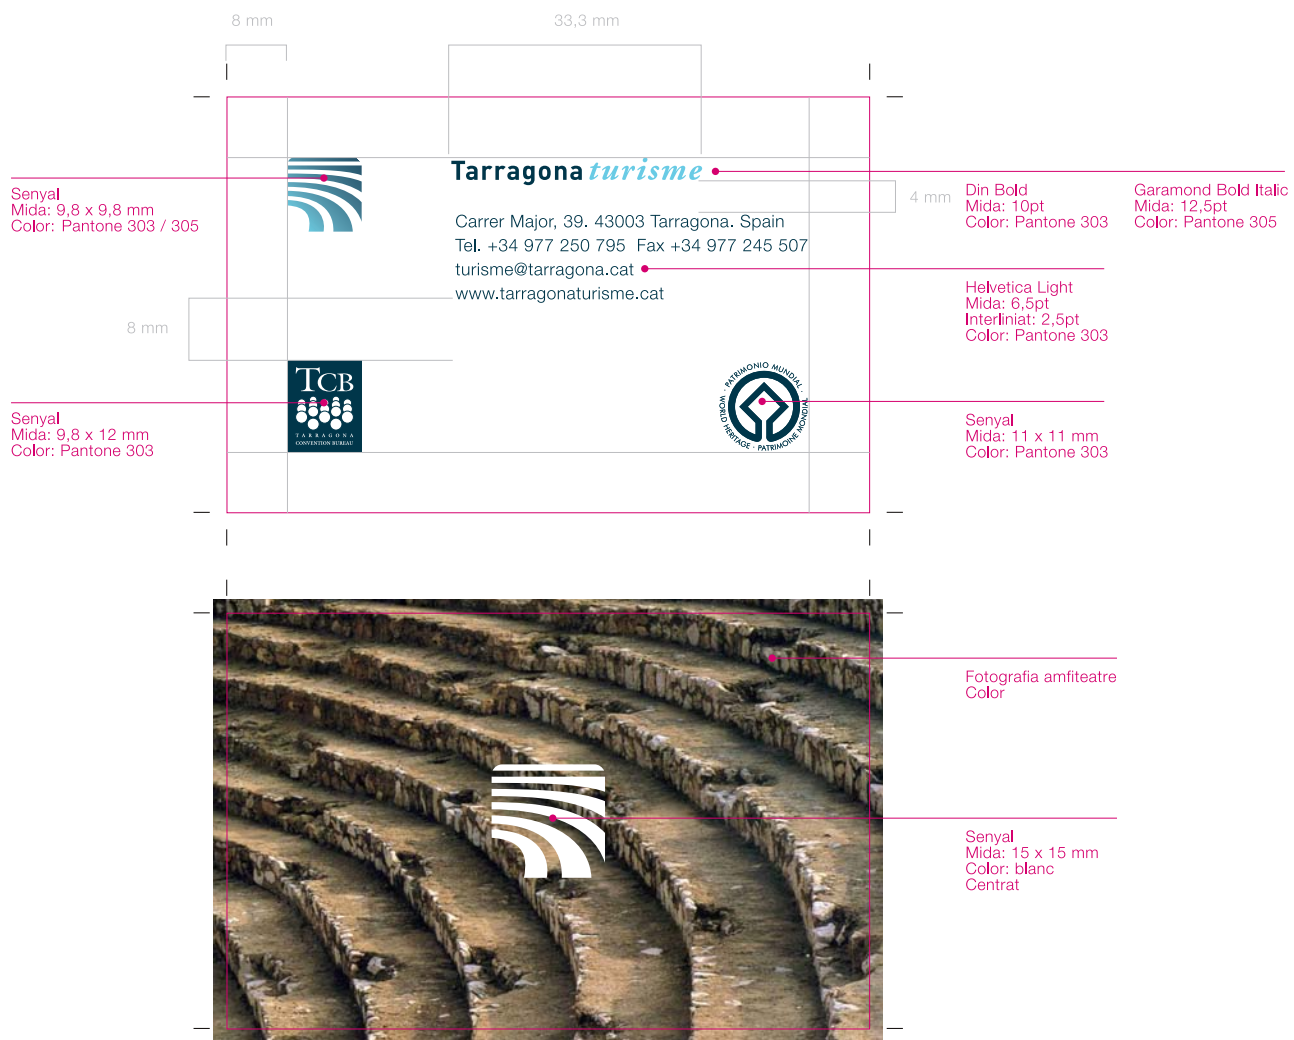 8 mm
33,3 mm
Tarragona turisme
4 mm
Carrer Major, 39. 43003 Tarragona. Spain
Tel. +34 977 250 795 Fax +34 977 245 507
turisme@tarragona.cat
www.tarragonaturisme.cat
Senyal
Mida: 9,8 x 9,8 mm
Color: Pantone 303 / 305
Din Bold
Mida: 10pt
Color: Pantone 303
Garamond Bold Italic
Mida: 12,5pt
Color: Pantone 305
Helvetica Light
Mida: 6,5pt
Interliniat: 2,5pt
Color: Pantone 303
8 mm
TCB
TARRAGONA
CONVENTION BUREAU
Senyal
Mida: 9,8 x 12 mm
Color: Pantone 303
· PATRIMONIO MUNDIAL ·
WORLD HERITAGE · PATRIMOINE MONDIAL
Senyal
Mida: 11 x 11 mm
Color: Pantone 303
Fotografia amfiteatre
Color
Senyal
Mida: 15 x 15 mm
Color: blanc
Centrat